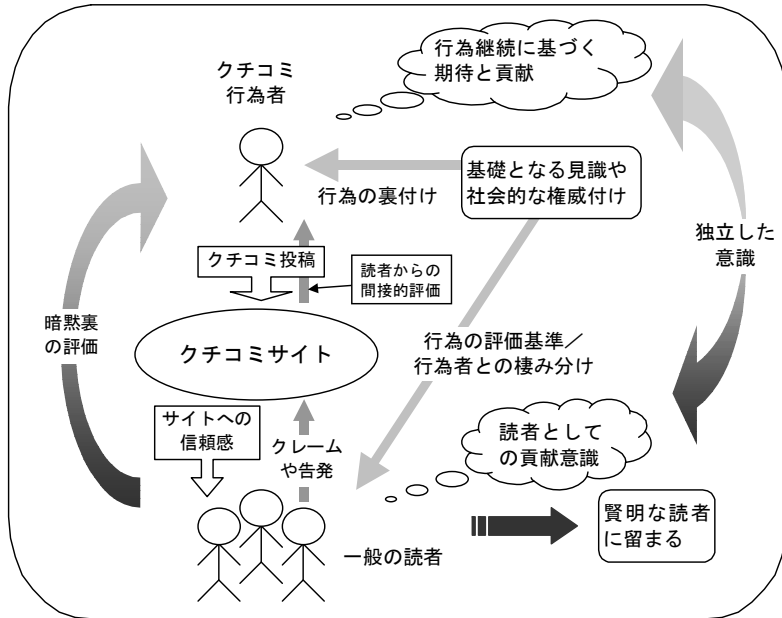 行為継続に基づく
期待と貢献
クチコミ
行為者
基礎となる見識や
社会的な権威付け
行為の裏付け
独立した
意識
クチコミ投稿
読者からの
間接的評価
暗黙裏
の評価
クチコミサイト
行為の評価基準／
行為者との棲み分け
サイトへの
信頼感
クレーム
や告発
読者として
の貢献意識
賢明な読者
に留まる
一般の読者